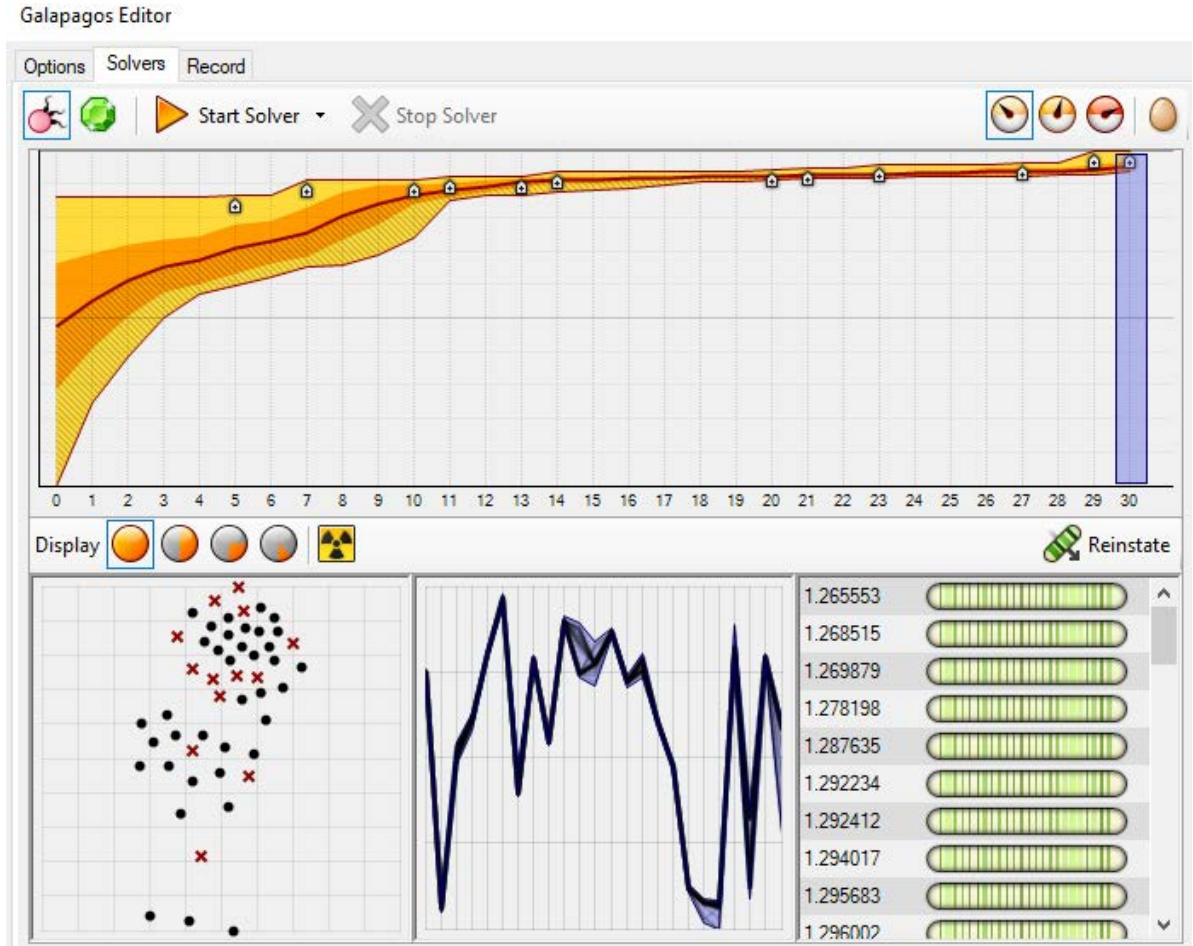 Galapagos Editor
Options Solvers Record
Start Solver Stop Solver
0 1 2 3 4 5 6 7 8 9 10 11 12 13 14 15 16 17 18 19 20 21 22 23 24 25 26 27 28 29 30
Display Reinstate
1.265553
1.268515
1.269879
1.278198
1.287635
1.292234
1.292412
1.294017
1.295683
1.296002